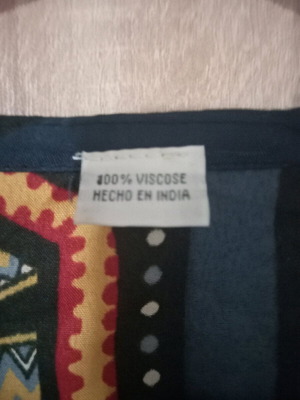 100% VISCOSE
HECHO EN INDIA